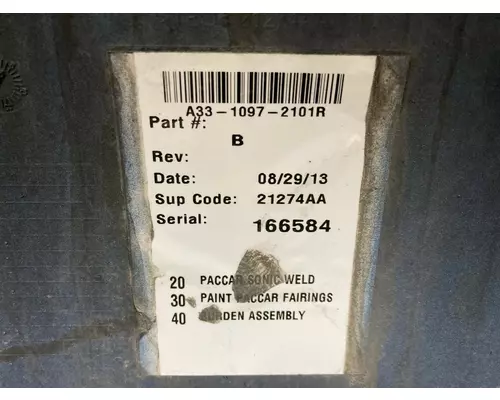 A33-1097-2101R
Part #:
B
Rev:
Date: 08/29/13
Sup Code: 21274AA
Serial: 166584
20 PACCAR SONIC WELD
30 PAINT PACCAR FAIRINGS
40 ASSEMBLY